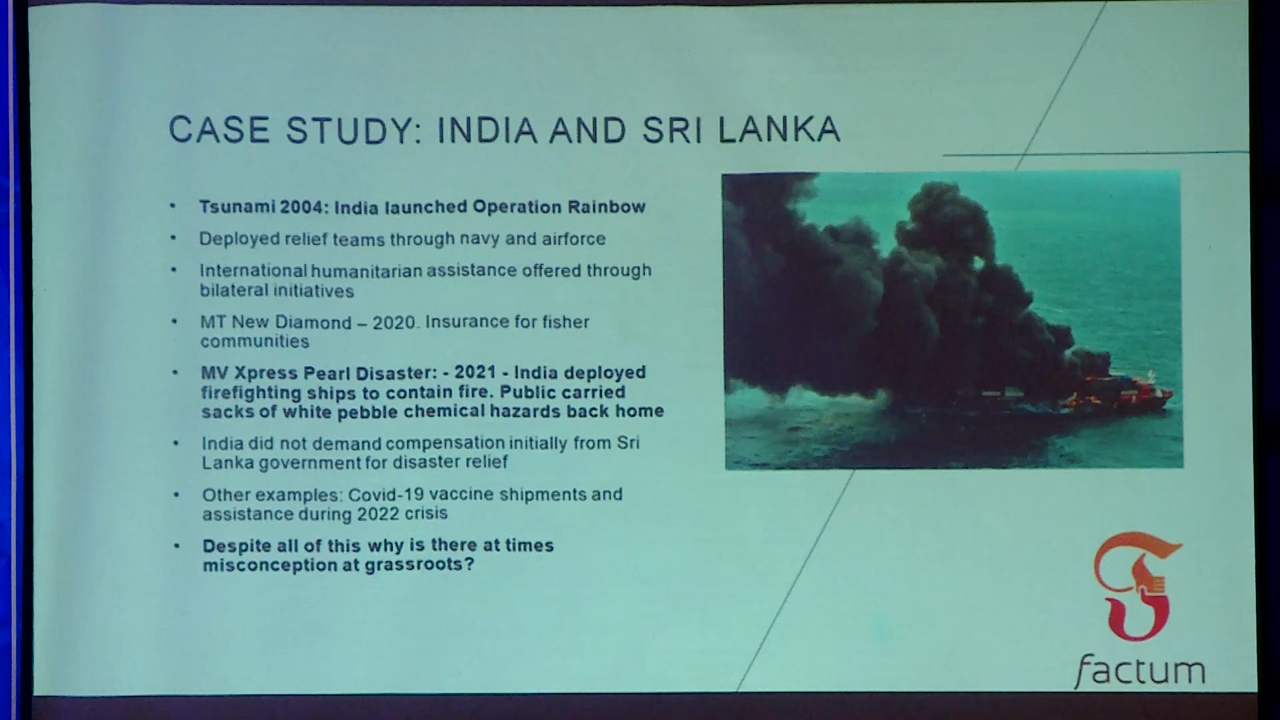 CASE STUDY: INDIA AND SRI LANKA
• Tsunami 2004: India launched Operation Rainbow
• Deployed relief teams through navy and airforce
• International humanitarian assistance offered through
bilateral initiatives
• MT New Diamond – 2020. Insurance for fisher
communities
• MV Xpress Pearl Disaster: - 2021 - India deployed
firefighting ships to contain fire. Public carried
sacks of white pebble chemical hazards back home
• India did not demand compensation initially from Sri
Lanka government for disaster relief
• Other examples: Covid-19 vaccine shipments and
assistance during 2022 crisis
• Despite all of this why is there at times
misconception at grassroots?
factum